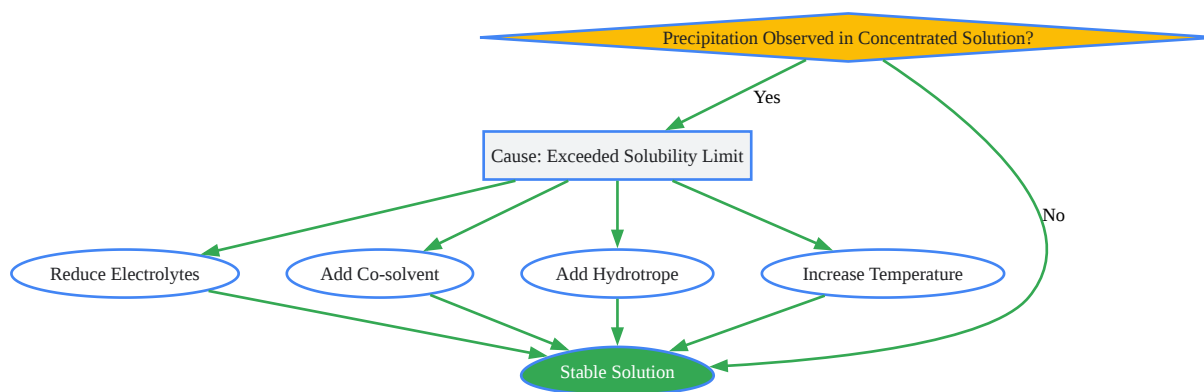 Precipitation Observed in Concentrated Solution?
Yes
Cause: Exceeded Solubility Limit
No
Reduce Electrolytes
Add Co-solvent
Add Hydrotrope
Increase Temperature
Stable Solution